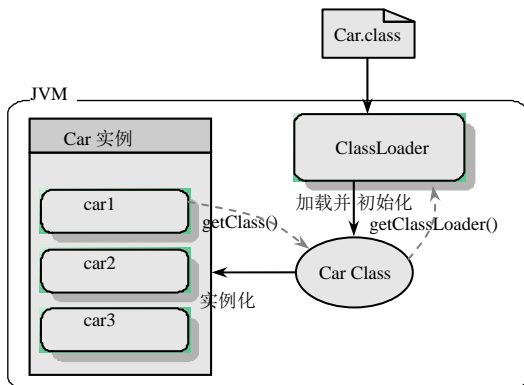 Car.class
JVM
Car 实例
ClassLoader
car1
加载并 初始化
getClass()
getClassLoader()
car2
Car Class
实例化
car3